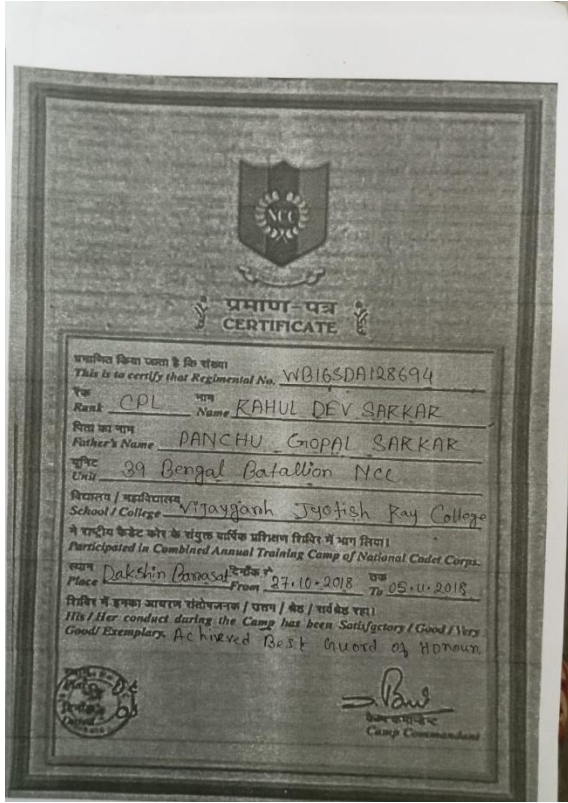 NCC
प्रमाण-पत्र
CERTIFICATE
प्रमाणित किया जाता है कि संख्या
This is to certify that Regimental No. WB16SDA128694
रैंक नाम
Rank CPL Name RAHUL DEV SARKAR
पिता का नाम
Father's Name PANCHU GOPAL SARKAR
यूनिट
Unit 39 Bengal Batallion NCC
विद्यालय / महाविद्यालय
School / College Vijaygarh Jyotish Ray College
ने राष्ट्रीय कैडेट कोर के संयुक्त वार्षिक प्रशिक्षण शिविर में भाग लिया।
Participated in Combined Annual Training Camp of National Cadet Corps.
स्थान दिनाँक से तक
Place Dakshin Barasat From 27.10.2018 To 05.11.2018
शिविर में इनका आचरण संतोषजनक / उत्तम / श्रेष्ठ / सर्वश्रेष्ठ रहा।
His / Her conduct during the Camp has been Satisfactory / Good / Very
Good / Exemplary. Achieved Best Guard of Honour
कैम्प कमान्डेन्ट
Camp Commandant